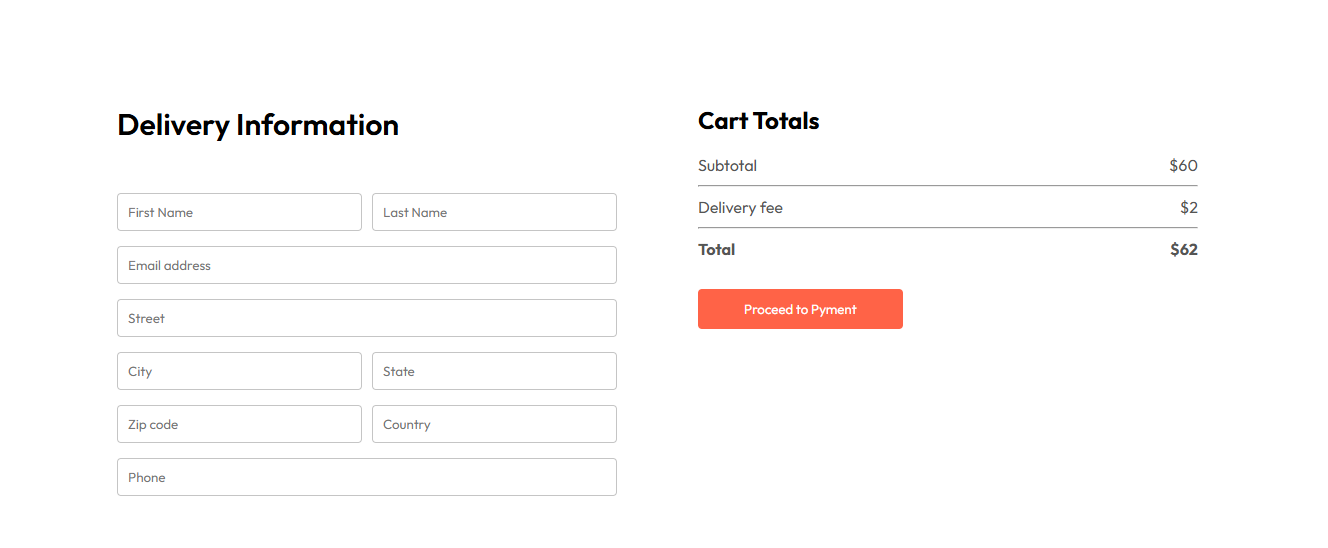 Delivery Information
First Name
Last Name
Email address
Street
City
State
Zip code
Country
Phone
Cart Totals
Subtotal $60
Delivery fee $2
Total $62
Proceed to Pyment